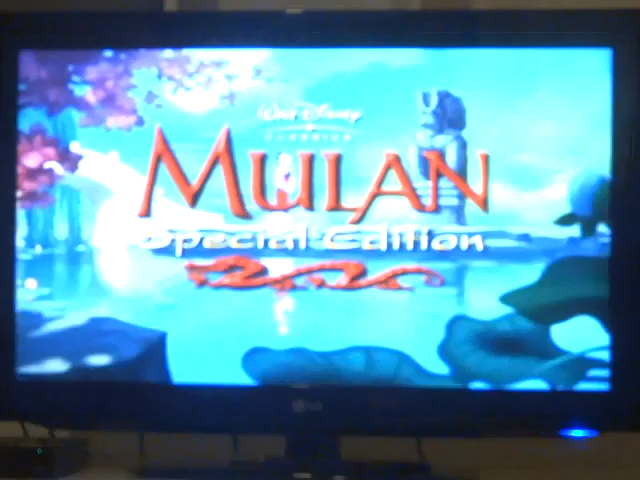 Walt Disney
CLASSICS
MULAN
Special Edition
LG